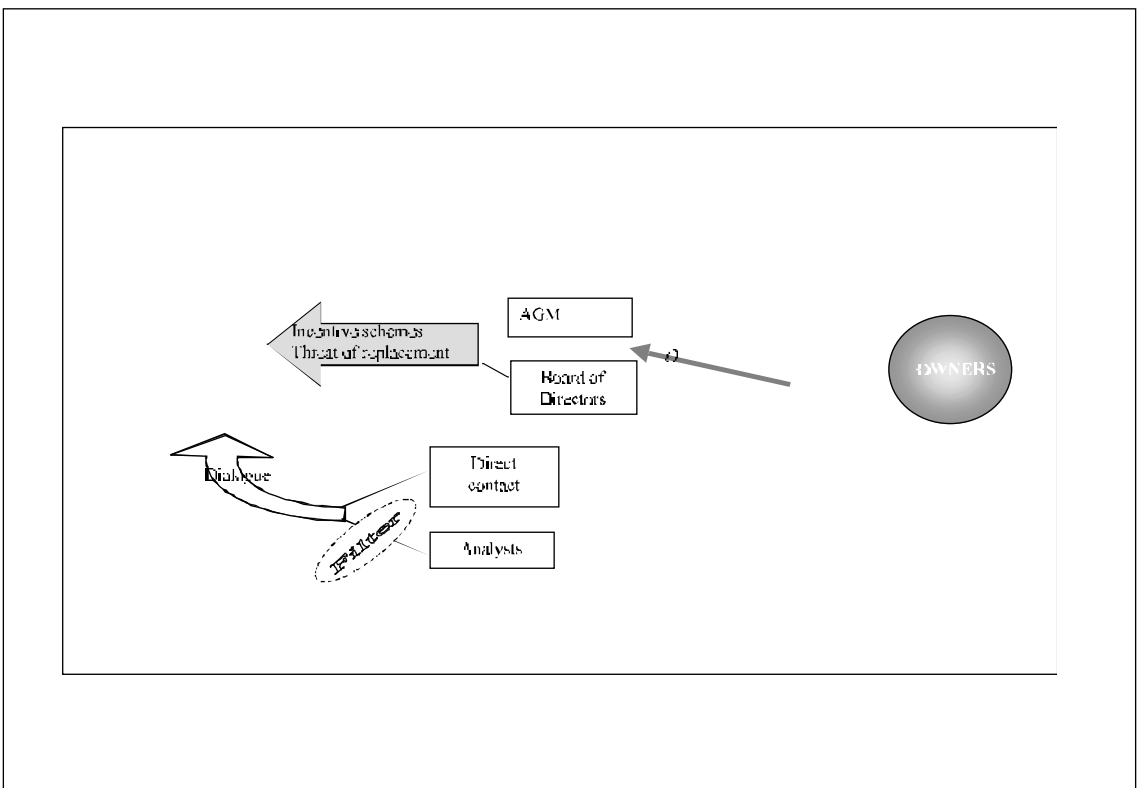 AGM
Incentive schemes
Threat of replacement
Board of
Directors
OWNERS
Direct
contact
Dialogue
Filter
Analysts